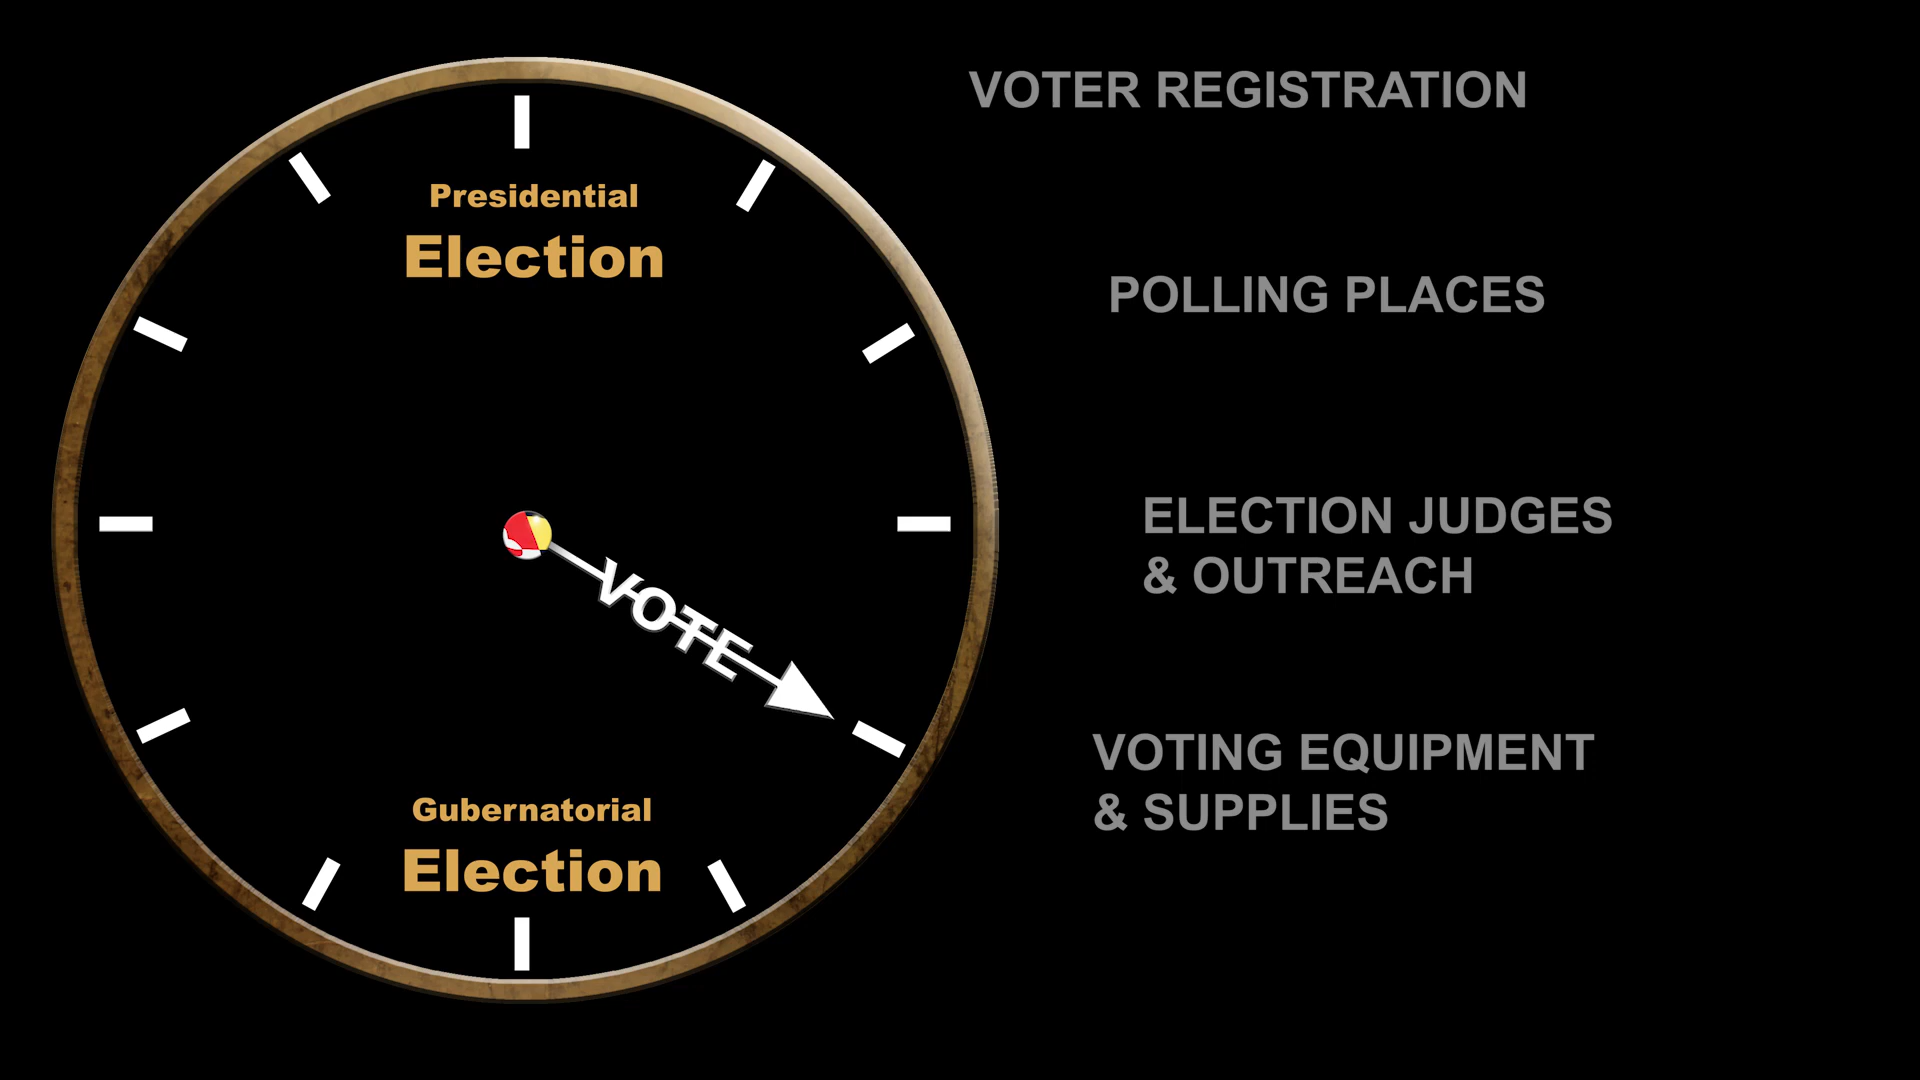 Presidential
Election
VOTE
Gubernatorial
Election
VOTER REGISTRATION
POLLING PLACES
ELECTION JUDGES
& OUTREACH
VOTING EQUIPMENT
& SUPPLIES